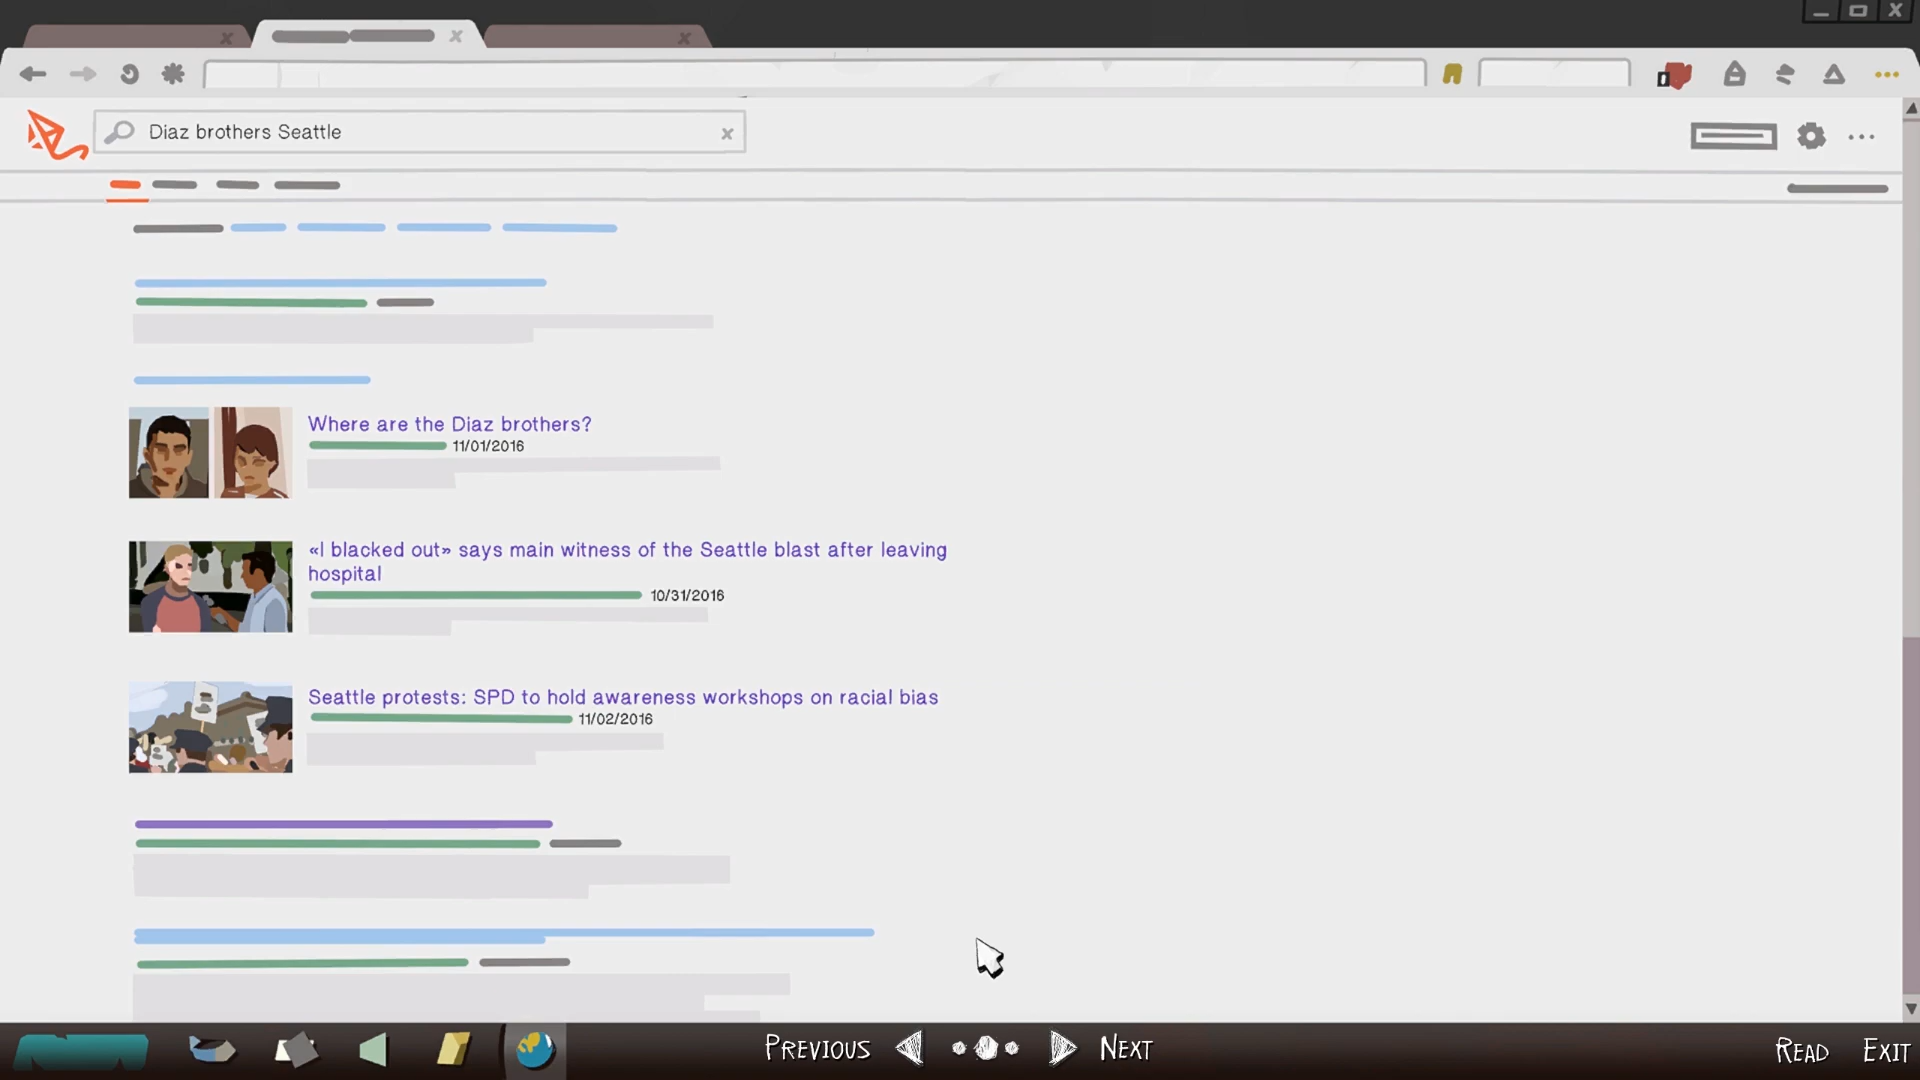 Diaz brothers Seattle
Where are the Diaz brothers?
11/01/2016
«I blacked out» says main witness of the Seattle blast after leaving
hospital
10/31/2016
Seattle protests: SPD to hold awareness workshops on racial bias
11/02/2016
PREVIOUS
NEXT
READ
EXIT